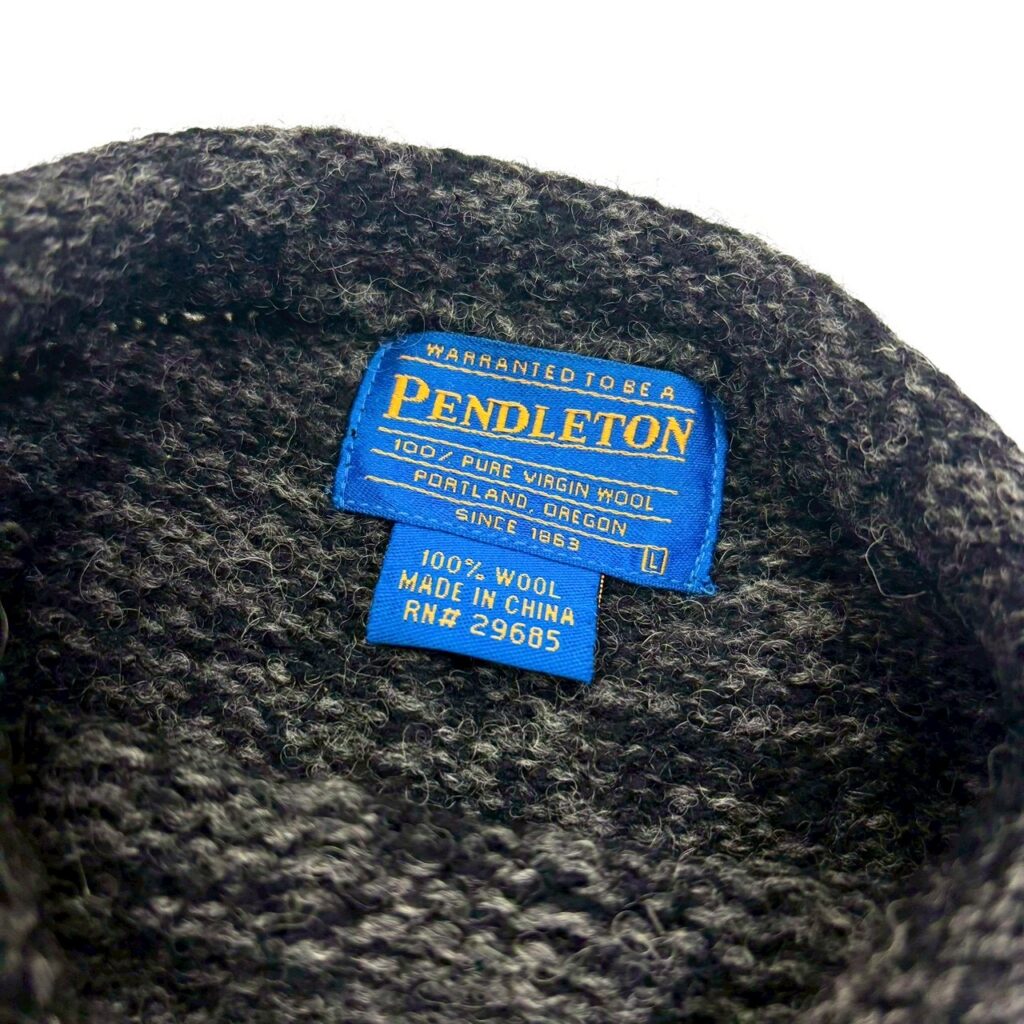 WARRANTED TO BE A
PENDLETON
100% PURE VIRGIN WOOL
PORTLAND, OREGON
SINCE 1863
L
100% WOOL
MADE IN CHINA
RN# 29685